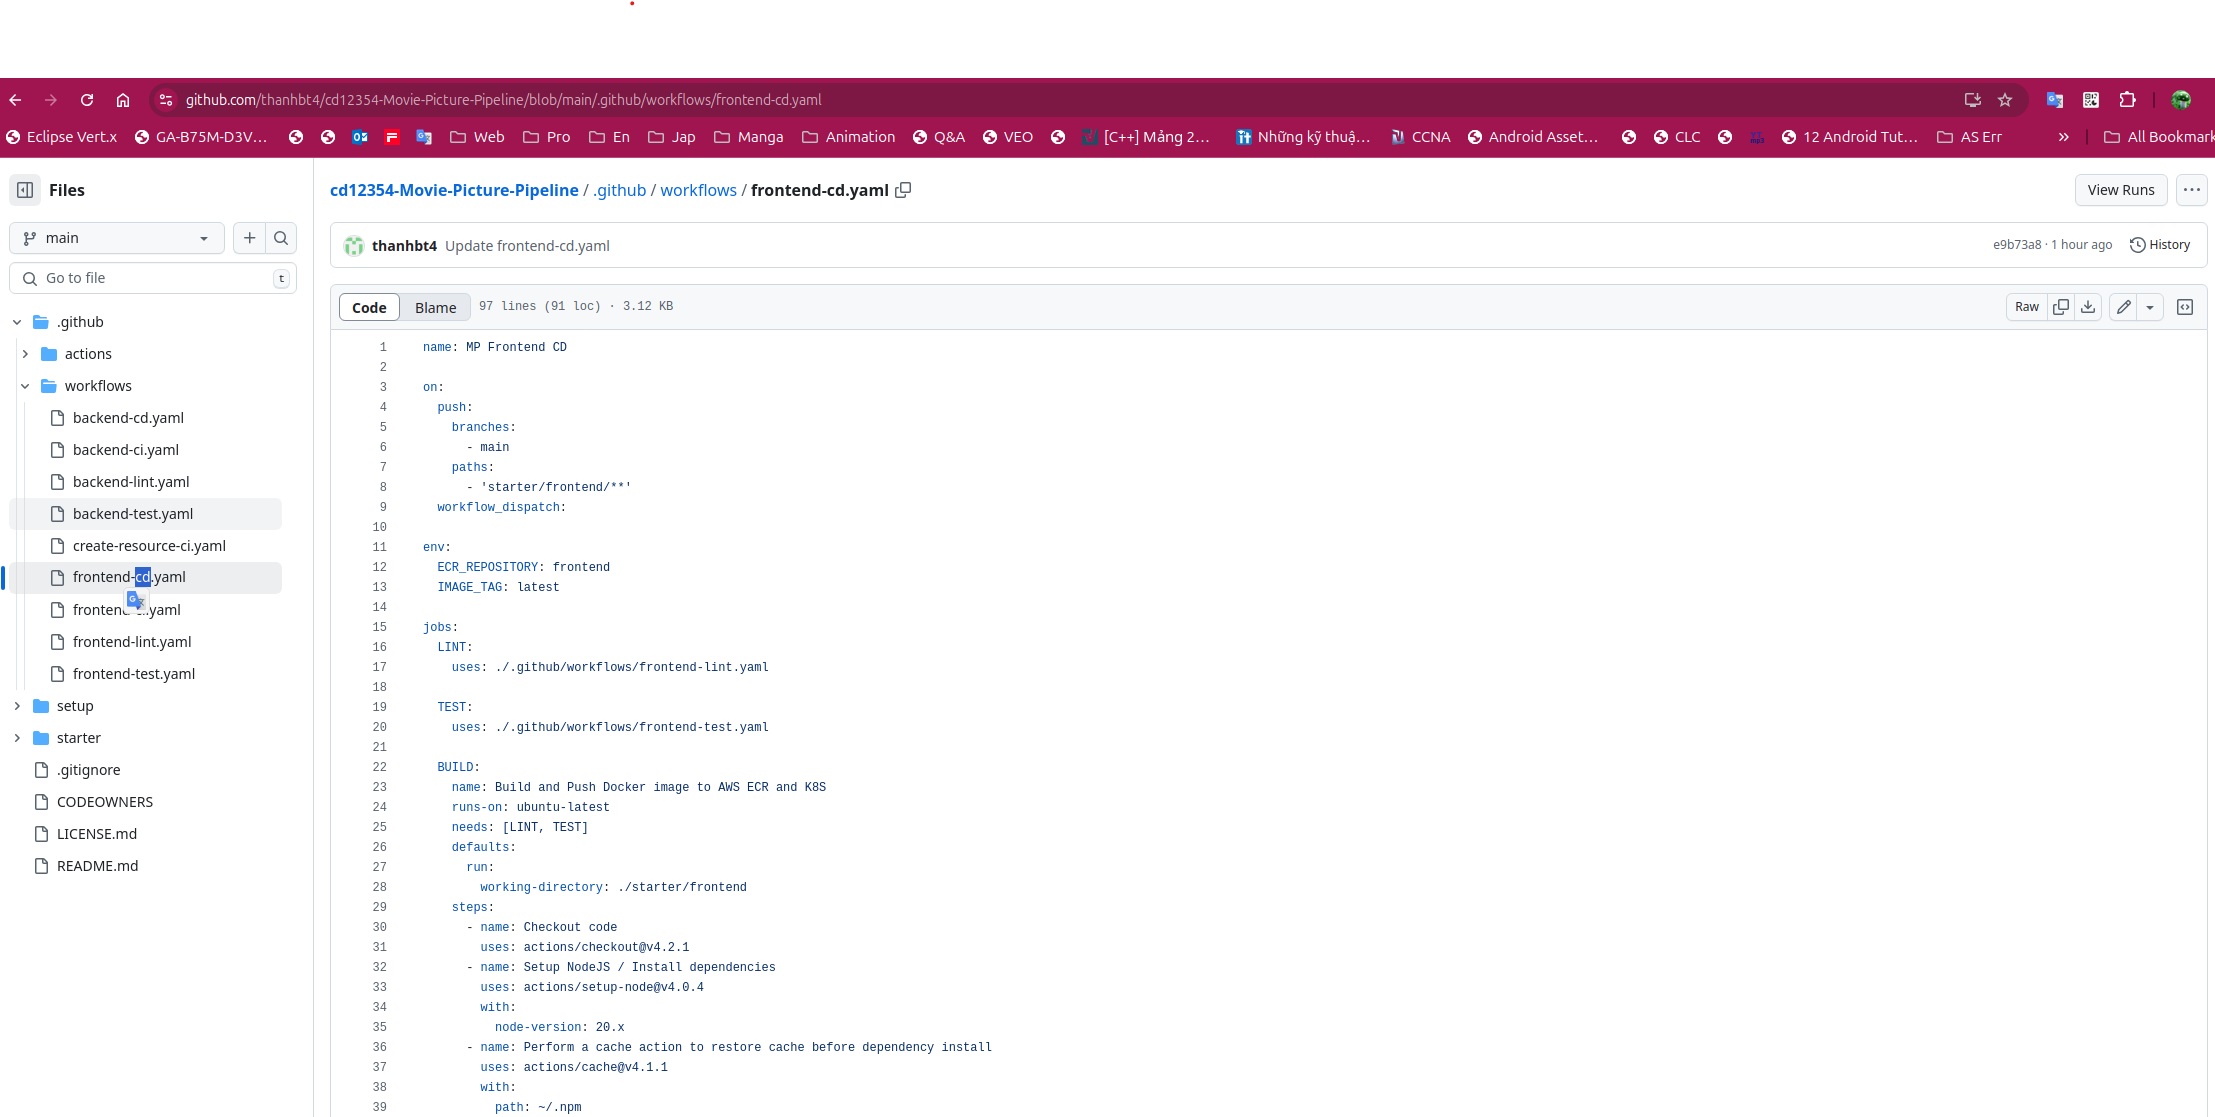 github.com/thanhbt4/cd12354-Movie-Picture-Pipeline/blob/main/.github/workflows/frontend-cd.yaml
Eclipse Vert.x GA-B75M-D3V... Web Pro En Jap Manga Animation Q&A VEO [C++] Mảng 2... Những kỹ thuậ... CCNA Android Asset... CLC 12 Android Tut... AS Err » All Bookmark
Files
main
Go to file t
.github
actions
workflows
backend-cd.yaml
backend-ci.yaml
backend-lint.yaml
backend-test.yaml
create-resource-ci.yaml
frontend-cd.yaml
frontend-ci.yaml
frontend-lint.yaml
frontend-test.yaml
setup
starter
.gitignore
CODEOWNERS
LICENSE.md
README.md
cd12354-Movie-Picture-Pipeline / .github / workflows / frontend-cd.yaml
View Runs
thanhbt4 Update frontend-cd.yaml
e9b73a8 · 1 hour ago History
Code Blame 97 lines (91 loc) · 3.12 KB
Raw
1 name: MP Frontend CD
2
3 on:
4 push:
5 branches:
6 - main
7 paths:
8 - 'starter/frontend/**'
9 workflow_dispatch:
10
11 env:
12 ECR_REPOSITORY: frontend
13 IMAGE_TAG: latest
14
15 jobs:
16 LINT:
17 uses: ./.github/workflows/frontend-lint.yaml
18
19 TEST:
20 uses: ./.github/workflows/frontend-test.yaml
21
22 BUILD:
23 name: Build and Push Docker image to AWS ECR and K8S
24 runs-on: ubuntu-latest
25 needs: [LINT, TEST]
26 defaults:
27 run:
28 working-directory: ./starter/frontend
29 steps:
30 - name: Checkout code
31 uses: actions/checkout@v4.2.1
32 - name: Setup NodeJS / Install dependencies
33 uses: actions/setup-node@v4.0.4
34 with:
35 node-version: 20.x
36 - name: Perform a cache action to restore cache before dependency install
37 uses: actions/cache@v4.1.1
38 with:
39 path: ~/.npm